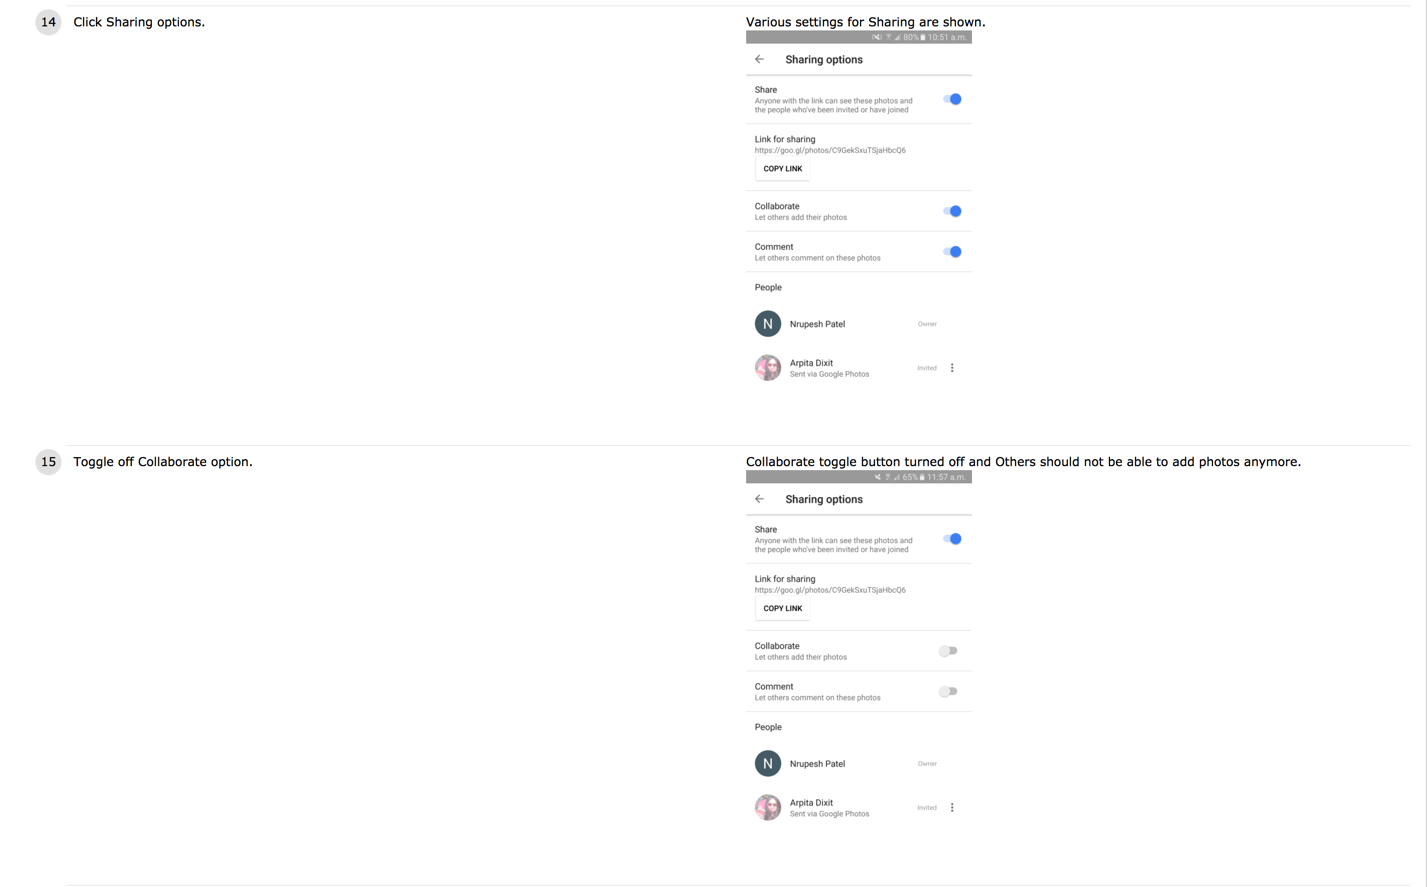 14 Click Sharing options.
Various settings for Sharing are shown.
80% 10:51 a.m.
Sharing options
Share
Anyone with the link can see these photos and
the people who've been invited or have joined
Link for sharing
https://goo.gl/photos/C9GekSxuTSjaHbcQ6
COPY LINK
Collaborate
Let others add their photos
Comment
Let others comment on these photos
People
N Nrupesh Patel Owner
Arpita Dixit
Sent via Google Photos
Invited
15 Toggle off Collaborate option.
Collaborate toggle button turned off and Others should not be able to add photos anymore.
65% 11:57 a.m.
Sharing options
Share
Anyone with the link can see these photos and
the people who've been invited or have joined
Link for sharing
https://goo.gl/photos/C9GekSxuTSjaHbcQ6
COPY LINK
Collaborate
Let others add their photos
Comment
Let others comment on these photos
People
N Nrupesh Patel Owner
Arpita Dixit
Sent via Google Photos
Invited